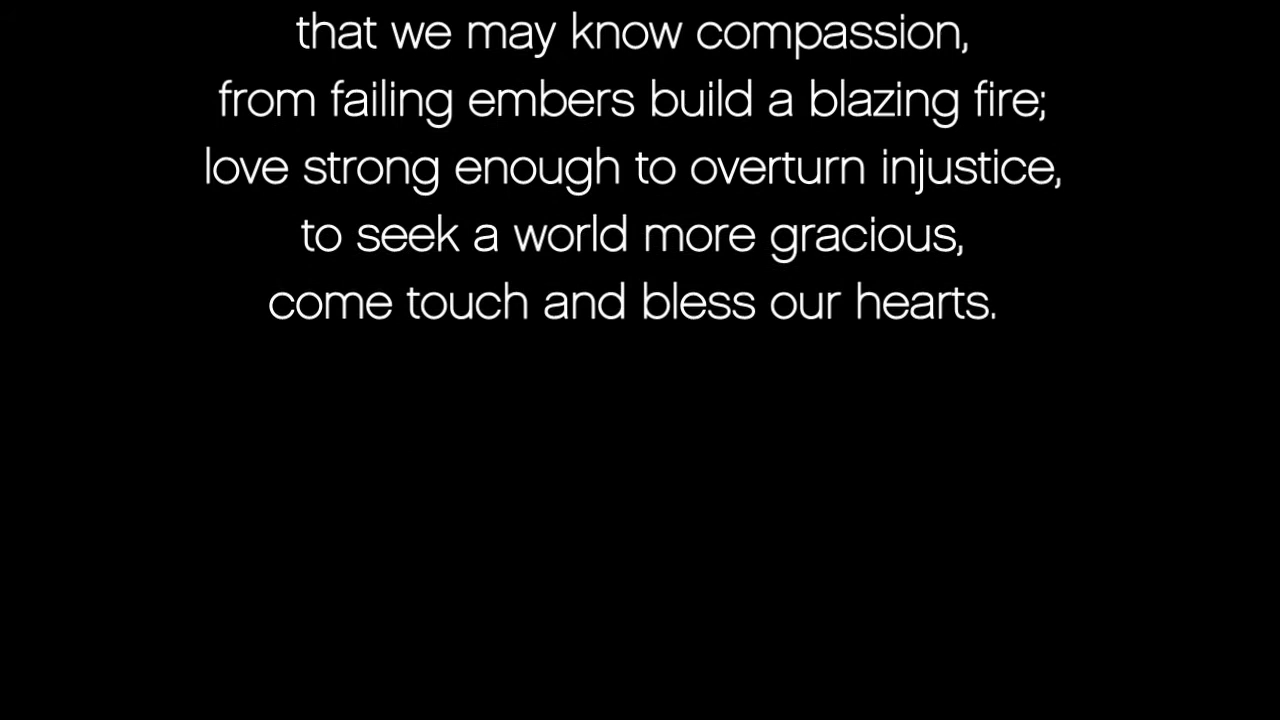 that we may know compassion,
from failing embers build a blazing fire;
love strong enough to overturn injustice,
to seek a world more gracious,
come touch and bless our hearts.